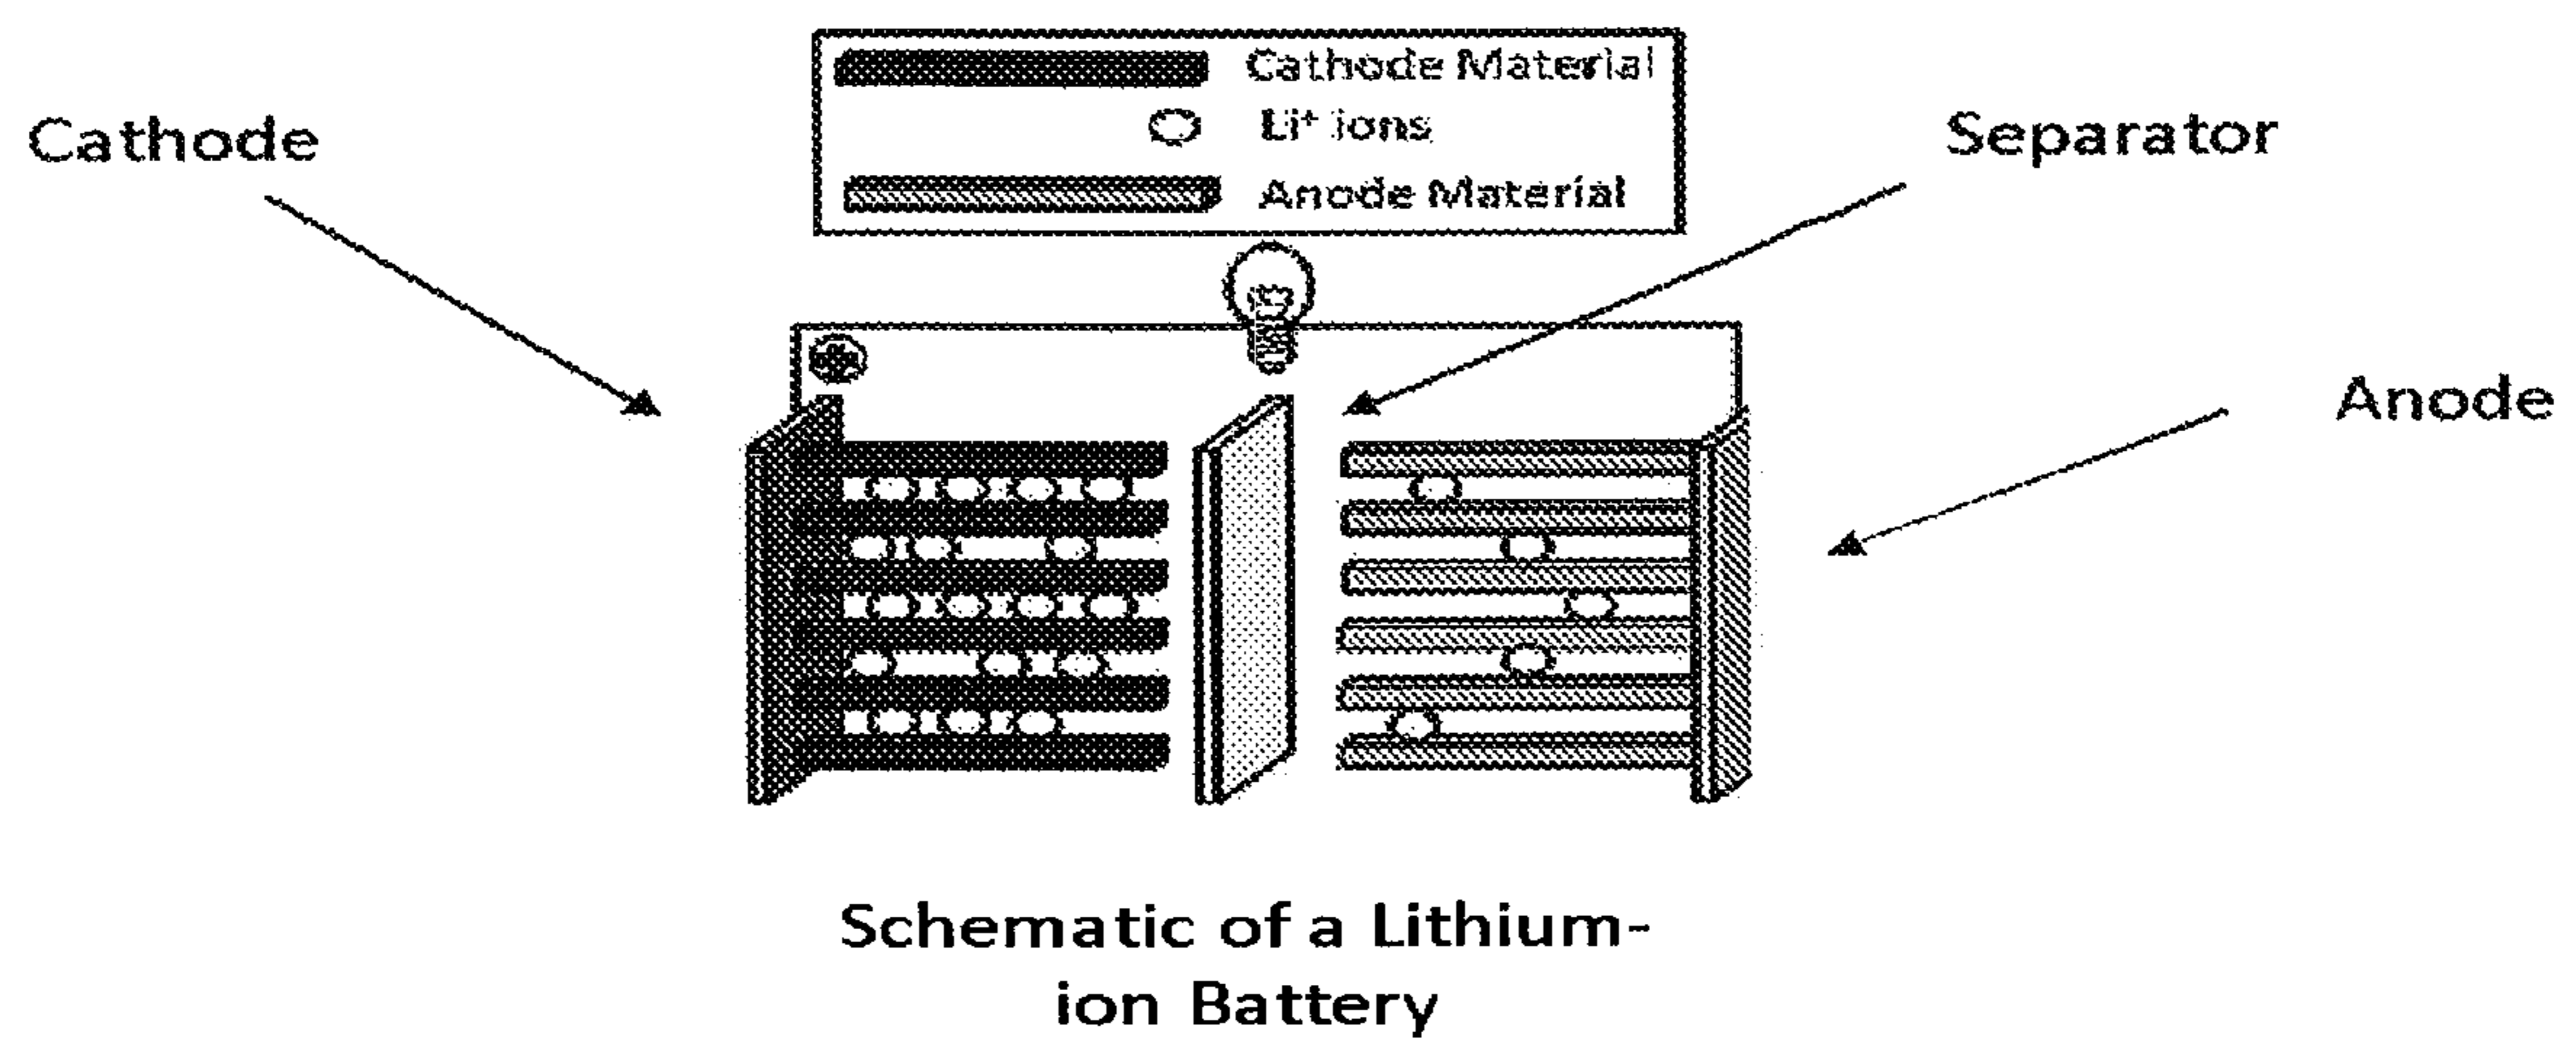 Cathode Material
Li⁺ ions
Anode Material
Cathode
Separator
Anode
Schematic of a Lithium-
ion Battery